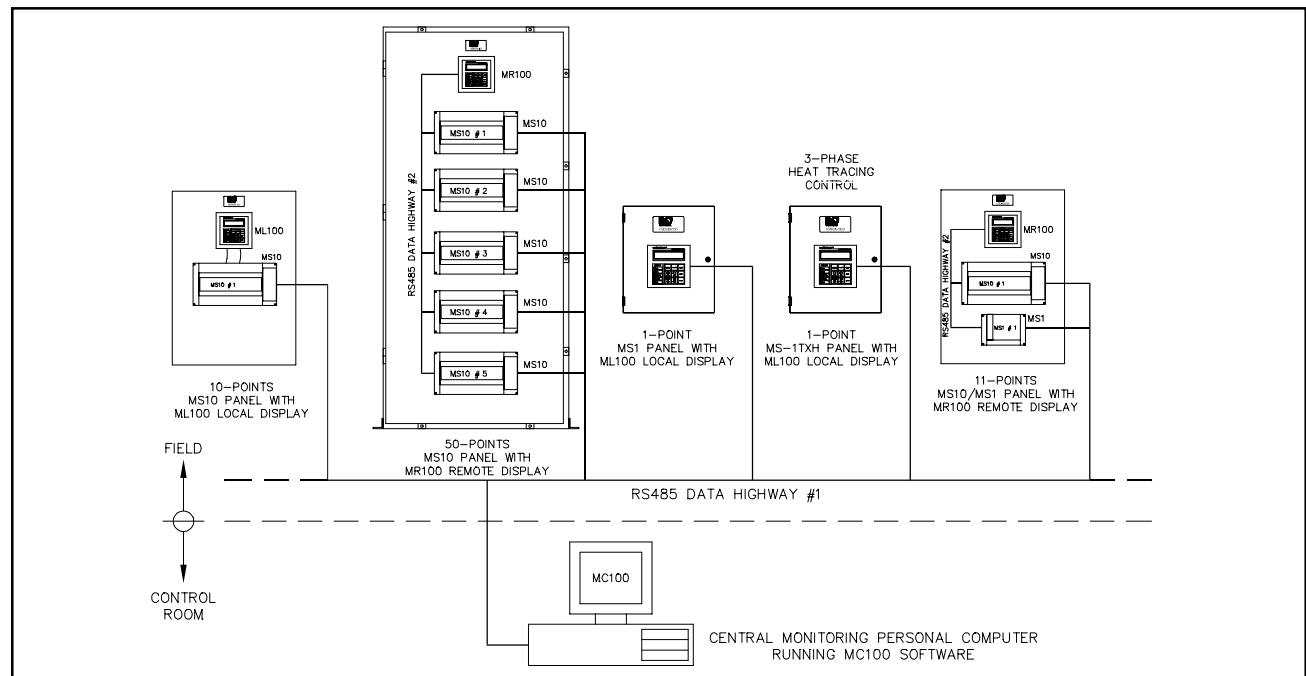 ML100
MS10
MS10 #1
10-POINTS
MS10 PANEL WITH
ML100 LOCAL DISPLAY
MR100
RS485 DATA HIGHWAY #2
MS10
MS10 # 1
MS10
MS10 # 2
MS10
MS10 # 3
MS10
MS10 # 4
MS10
MS10 # 5
50-POINTS
MS10 PANEL WITH
MR100 REMOTE DISPLAY
1-POINT
MS1 PANEL WITH
ML100 LOCAL DISPLAY
3-PHASE
HEAT TRACING
CONTROL
1-POINT
MS-1TXH PANEL WITH
ML100 LOCAL DISPLAY
MR100
RS485 DATA HIGHWAY #2
MS10
MS10 #1
MS1
MS1 # 1
11-POINTS
MS10/MS1 PANEL WITH
MR100 REMOTE DISPLAY
FIELD
RS485 DATA HIGHWAY #1
CONTROL
ROOM
MC100
CENTRAL MONITORING PERSONAL COMPUTER
RUNNING MC100 SOFTWARE